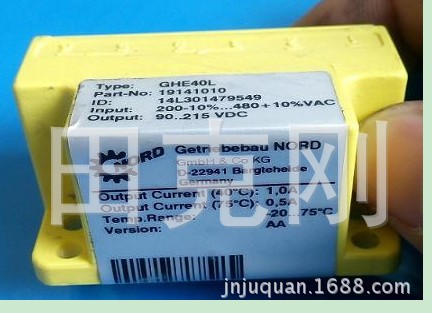 Type: GHE40L
Part-No: 19141010
ID: 14L301479549
Input: 200-10%...480+10%VAC
Output: 90..215 VDC
NORD
Getriebebau NORD
GmbH & Co KG
D-22941 Bargteheide
Germany
Output Current (40°C): 1,0A
Output Current (75°C): 0,5A
Temp.Range: -20...75°C
Version: AA
田克刚
jnjuquan.1688.com